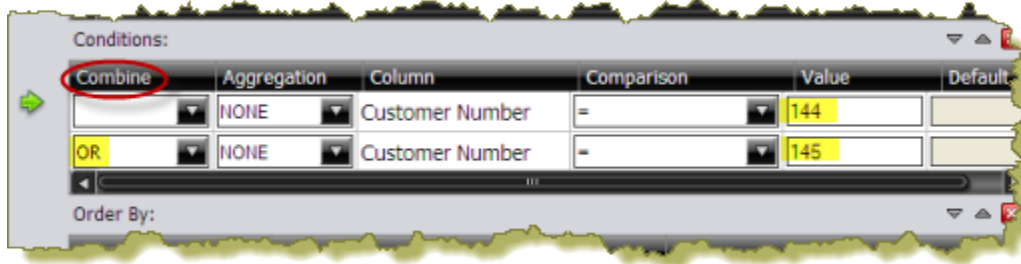 Conditions:
Combine Aggregation Column Comparison Value Default
NONE Customer Number = 144
OR NONE Customer Number = 145
Order By: